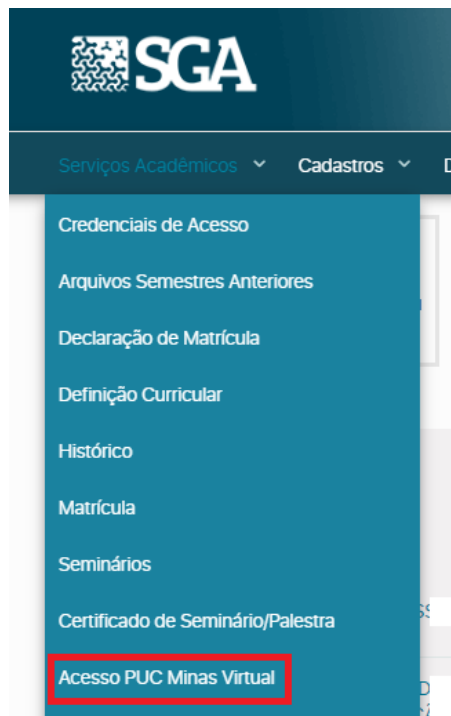 SGA
Serviços Acadêmicos Cadastros
Credenciais de Acesso
Arquivos Semestres Anteriores
Declaração de Matrícula
Definição Curricular
Histórico
Matrícula
Seminários
Certificado de Seminário/Palestra
Acesso PUC Minas Virtual